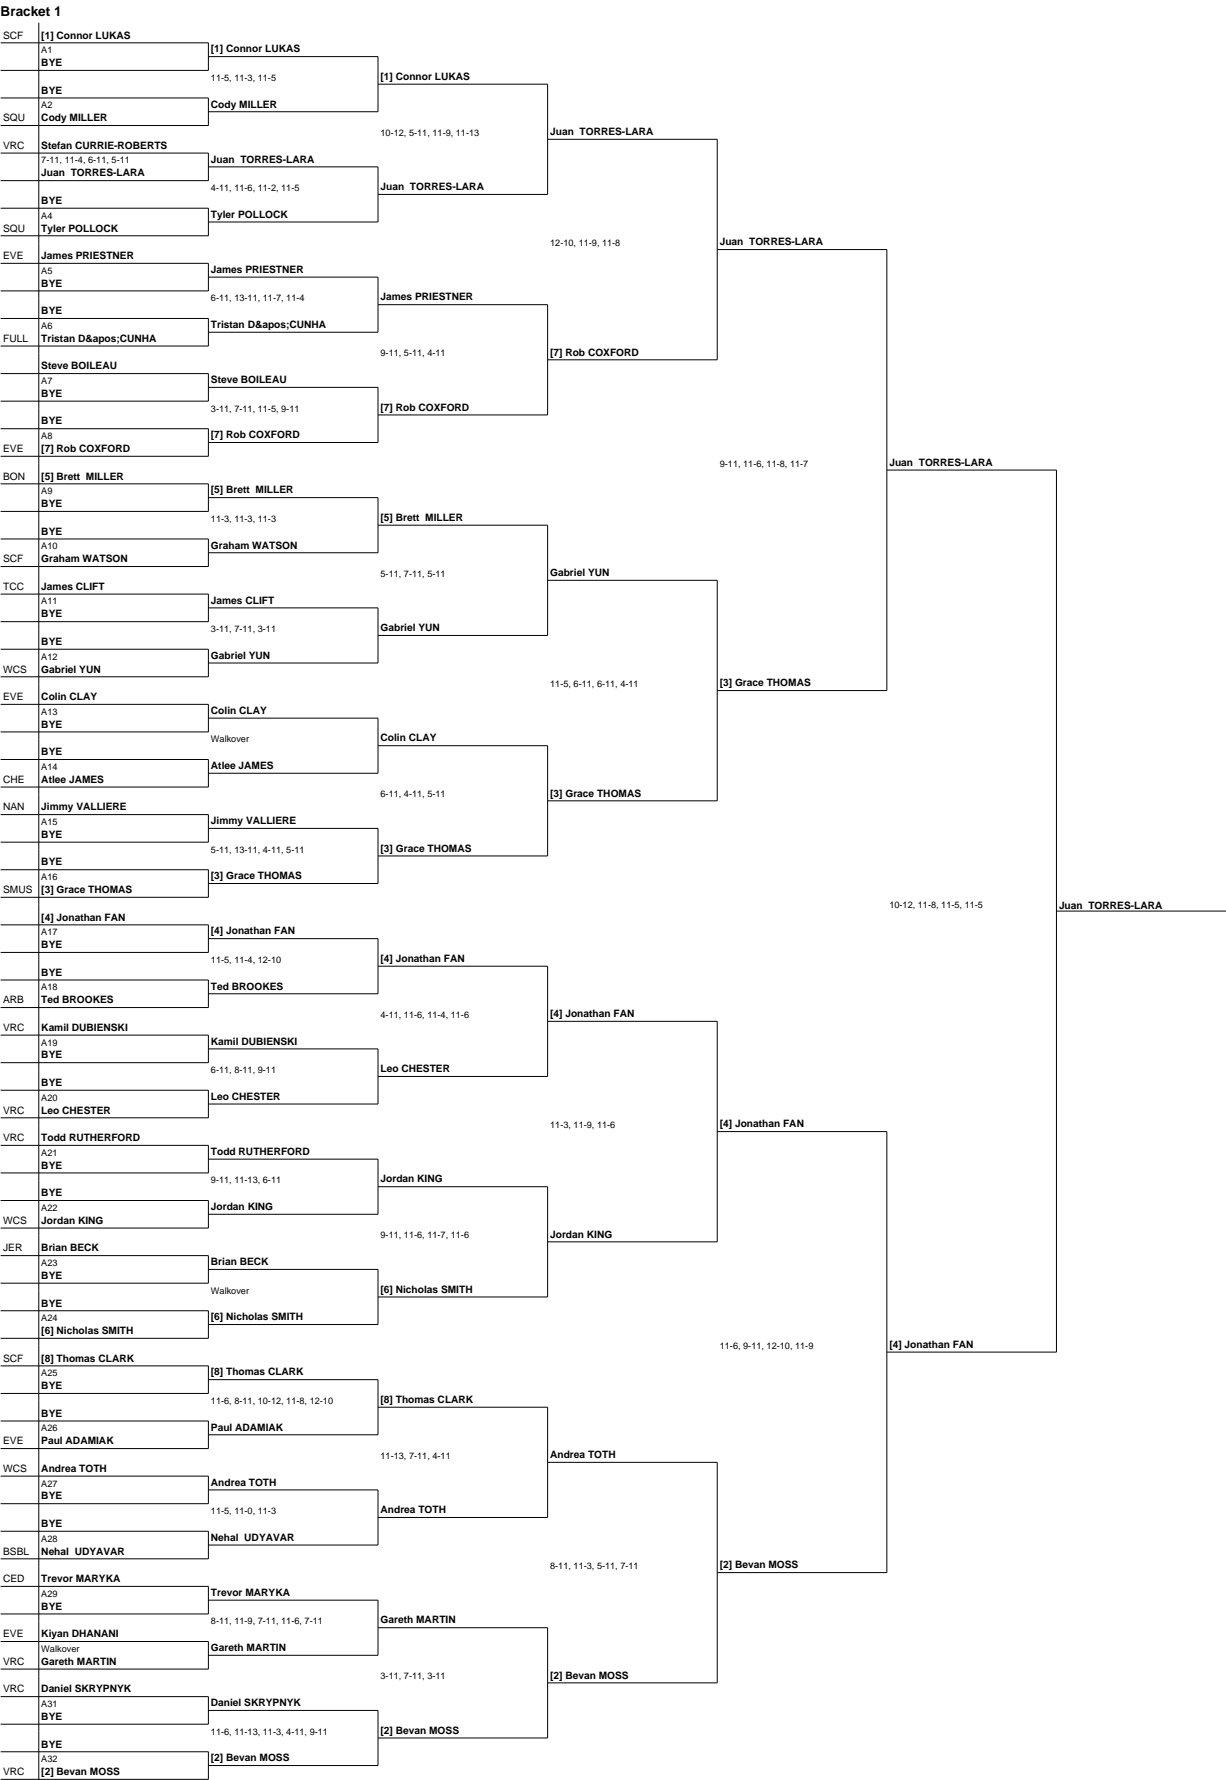 Bracket 1
SCF [1] Connor LUKAS
A1 [1] Connor LUKAS
BYE
11-5, 11-3, 11-5 [1] Connor LUKAS
BYE
A2 Cody MILLER
SQU Cody MILLER
10-12, 5-11, 11-9, 11-13 Juan TORRES-LARA
VRC Stefan CURRIE-ROBERTS
7-11, 11-4, 6-11, 5-11 Juan TORRES-LARA
Juan TORRES-LARA
4-11, 11-6, 11-2, 11-5 Juan TORRES-LARA
BYE
A4 Tyler POLLOCK
SQU Tyler POLLOCK
12-10, 11-9, 11-8 Juan TORRES-LARA
EVE James PRIESTNER
A5 James PRIESTNER
BYE
6-11, 13-11, 11-7, 11-4 James PRIESTNER
BYE
A6 Tristan D&apos;CUNHA
FULL Tristan D&apos;CUNHA
9-11, 5-11, 4-11 [7] Rob COXFORD
Steve BOILEAU
A7 Steve BOILEAU
BYE
3-11, 7-11, 11-5, 9-11 [7] Rob COXFORD
BYE
A8 [7] Rob COXFORD
EVE [7] Rob COXFORD
9-11, 11-6, 11-8, 11-7 Juan TORRES-LARA
BON [5] Brett MILLER
A9 [5] Brett MILLER
BYE
11-3, 11-3, 11-3 [5] Brett MILLER
BYE
A10 Graham WATSON
SCF Graham WATSON
5-11, 7-11, 5-11 Gabriel YUN
TCC James CLIFT
A11 James CLIFT
BYE
3-11, 7-11, 3-11 Gabriel YUN
BYE
A12 Gabriel YUN
WCS Gabriel YUN
11-5, 6-11, 6-11, 4-11 [3] Grace THOMAS
EVE Colin CLAY
A13 Colin CLAY
BYE
Walkover Colin CLAY
BYE
A14 Atlee JAMES
CHE Atlee JAMES
6-11, 4-11, 5-11 [3] Grace THOMAS
NAN Jimmy VALLIERE
A15 Jimmy VALLIERE
BYE
5-11, 13-11, 4-11, 5-11 [3] Grace THOMAS
BYE
A16 [3] Grace THOMAS
SMUS [3] Grace THOMAS
10-12, 11-8, 11-5, 11-5 Juan TORRES-LARA
[4] Jonathan FAN
A17 [4] Jonathan FAN
BYE
11-5, 11-4, 12-10 [4] Jonathan FAN
BYE
A18 Ted BROOKES
ARB Ted BROOKES
4-11, 11-6, 11-4, 11-6 [4] Jonathan FAN
VRC Kamil DUBIENSKI
A19 Kamil DUBIENSKI
BYE
6-11, 8-11, 9-11 Leo CHESTER
BYE
A20 Leo CHESTER
VRC Leo CHESTER
11-3, 11-9, 11-6 [4] Jonathan FAN
VRC Todd RUTHERFORD
A21 Todd RUTHERFORD
BYE
9-11, 11-13, 6-11 Jordan KING
BYE
A22 Jordan KING
WCS Jordan KING
9-11, 11-6, 11-7, 11-6 Jordan KING
JER Brian BECK
A23 Brian BECK
BYE
Walkover [6] Nicholas SMITH
BYE
A24 [6] Nicholas SMITH
[6] Nicholas SMITH
11-6, 9-11, 12-10, 11-9 [4] Jonathan FAN
SCF [8] Thomas CLARK
A25 [8] Thomas CLARK
BYE
11-6, 8-11, 10-12, 11-8, 12-10 [8] Thomas CLARK
BYE
A26 Paul ADAMIAK
EVE Paul ADAMIAK
11-13, 7-11, 4-11 Andrea TOTH
WCS Andrea TOTH
A27 Andrea TOTH
BYE
11-5, 11-0, 11-3 Andrea TOTH
BYE
A28 Nehal UDYAVAR
BSBL Nehal UDYAVAR
8-11, 11-3, 5-11, 7-11 [2] Bevan MOSS
CED Trevor MARYKA
A29 Trevor MARYKA
BYE
8-11, 11-9, 7-11, 11-6, 7-11 Gareth MARTIN
EVE Kiyan DHANANI
Walkover Gareth MARTIN
VRC Gareth MARTIN
3-11, 7-11, 3-11 [2] Bevan MOSS
VRC Daniel SKRYPNYK
A31 Daniel SKRYPNYK
BYE
11-6, 11-13, 11-3, 4-11, 9-11 [2] Bevan MOSS
BYE
A32 [2] Bevan MOSS
VRC [2] Bevan MOSS